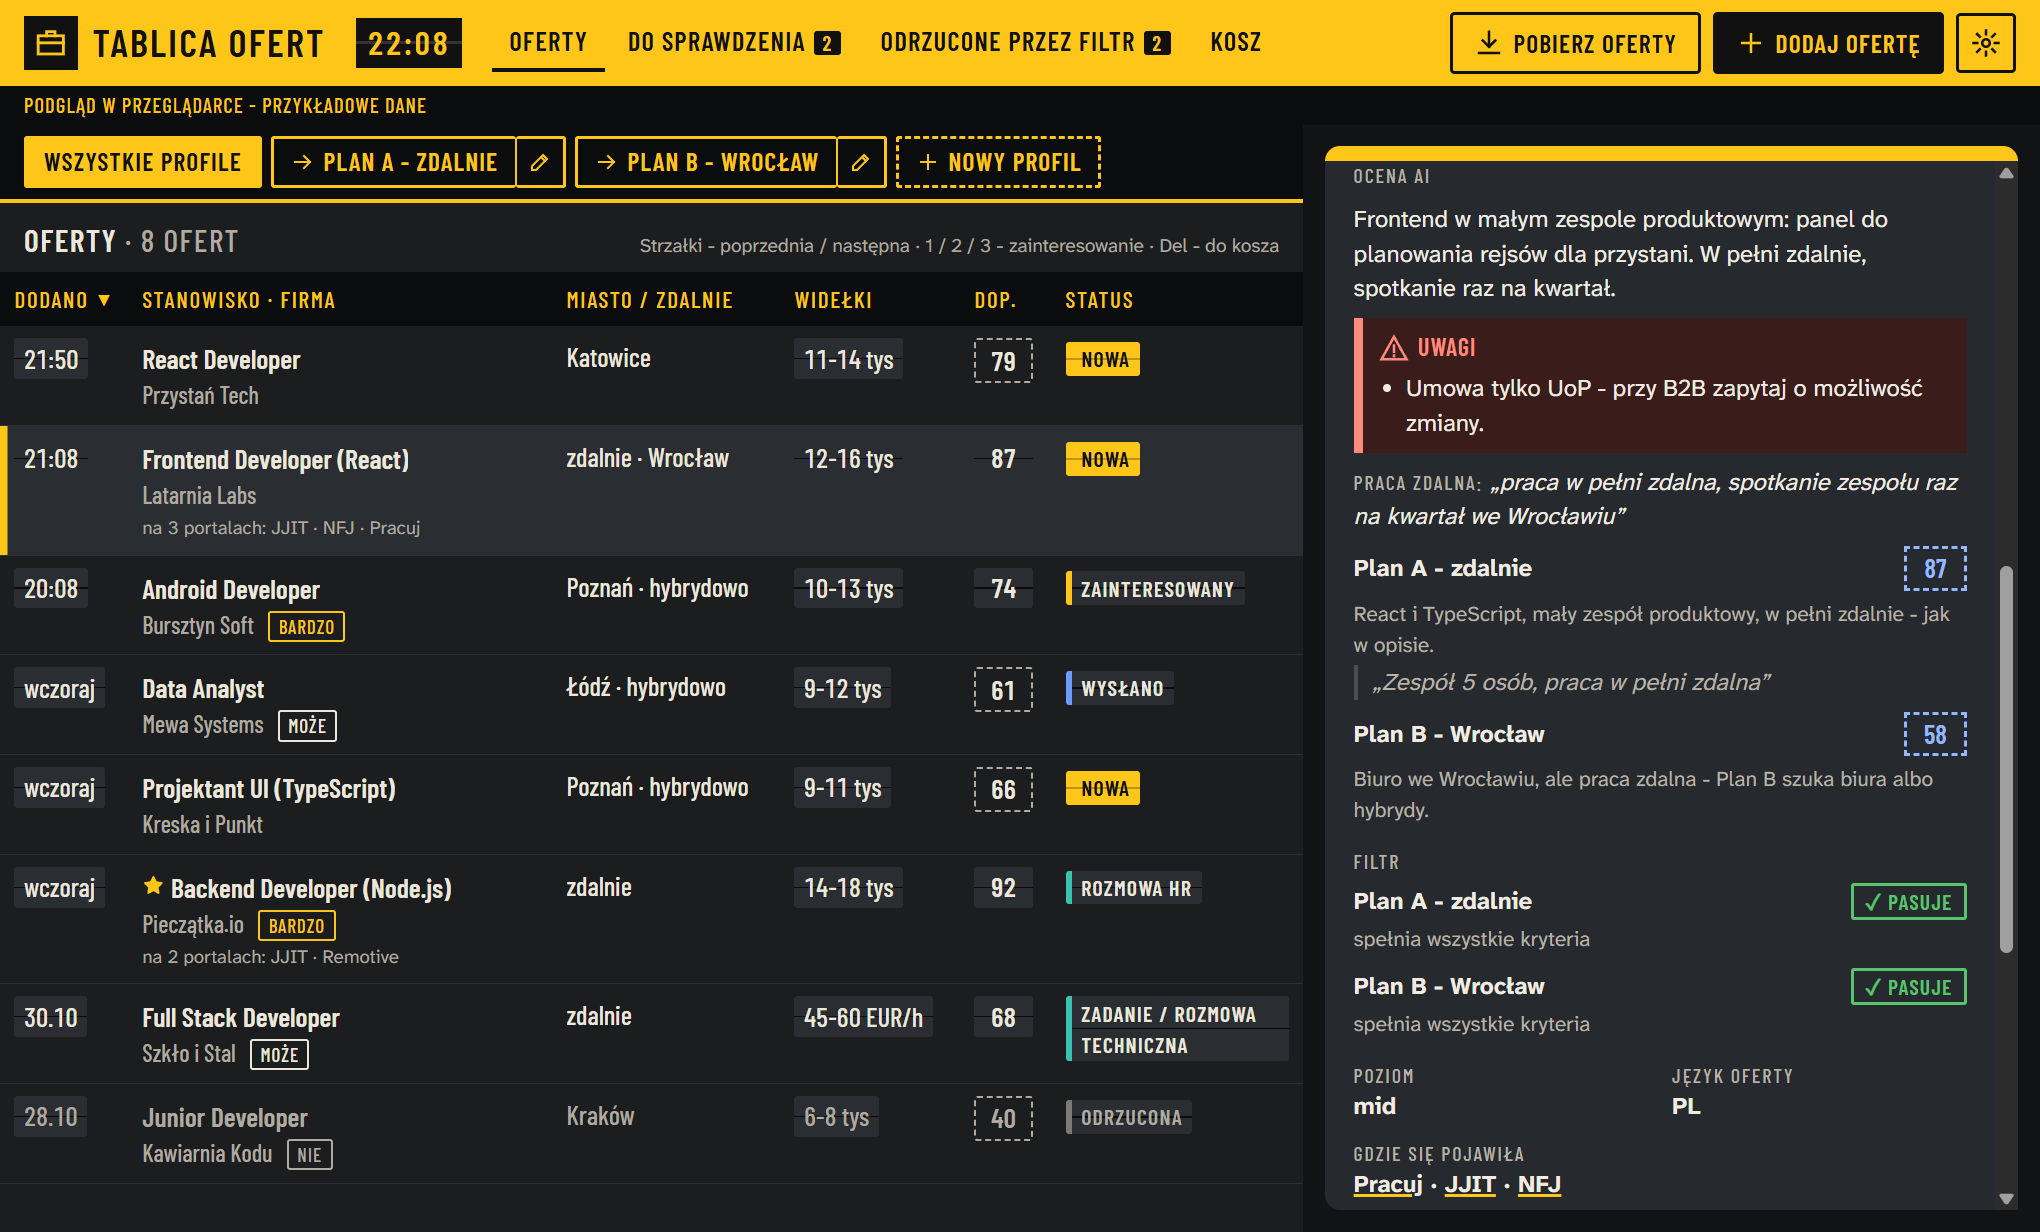 TABLICA OFERT
22:08
OFERTY
DO SPRAWDZENIA 2
ODRZUCONE PRZEZ FILTR 2
KOSZ
POBIERZ OFERTY
+ DODAJ OFERTĘ
PODGLĄD W PRZEGLĄDARCE - PRZYKŁADOWE DANE
WSZYSTKIE PROFILE
→ PLAN A - ZDALNIE
→ PLAN B - WROCŁAW
+ NOWY PROFIL
OFERTY · 8 OFERT
Strzałki - poprzednia / następna · 1 / 2 / 3 - zainteresowanie · Del - do kosza
DODANO ▼ STANOWISKO · FIRMA MIASTO / ZDALNIE WIDEŁKI DOP. STATUS
21:50 React Developer Katowice 11-14 tys 79 NOWA
Przystań Tech
21:08 Frontend Developer (React) zdalnie · Wrocław 12-16 tys 87 NOWA
Latarnia Labs
na 3 portalach: JJIT · NFJ · Pracuj
20:08 Android Developer Poznań · hybrydowo 10-13 tys 74 ZAINTERESOWANY
Bursztyn Soft BARDZO
wczoraj Data Analyst Łódź · hybrydowo 9-12 tys 61 WYSŁANO
Mewa Systems MOŻE
wczoraj Projektant UI (TypeScript) Poznań · hybrydowo 9-11 tys 66 NOWA
Kreska i Punkt
wczoraj ★ Backend Developer (Node.js) zdalnie 14-18 tys 92 ROZMOWA HR
Pieczątka.io BARDZO
na 2 portalach: JJIT · Remotive
30.10 Full Stack Developer zdalnie 45-60 EUR/h 68 ZADANIE / ROZMOWA
TECHNICZNA
Szkło i Stal MOŻE
28.10 Junior Developer Kraków 6-8 tys 40 ODRZUCONA
Kawiarnia Kodu NIE
OCENA AI
Frontend w małym zespole produktowym: panel do
planowania rejsów dla przystani. W pełni zdalnie,
spotkanie raz na kwartał.
UWAGI
• Umowa tylko UoP - przy B2B zapytaj o możliwość
zmiany.
PRACA ZDALNA: „praca w pełni zdalna, spotkanie zespołu raz
na kwartał we Wrocławiu”
Plan A - zdalnie 87
React i TypeScript, mały zespół produktowy, w pełni zdalnie - jak
w opisie.
„Zespół 5 osób, praca w pełni zdalna”
Plan B - Wrocław 58
Biuro we Wrocławiu, ale praca zdalna - Plan B szuka biura albo
hybrydy.
FILTR
Plan A - zdalnie ✓ PASUJE
spełnia wszystkie kryteria
Plan B - Wrocław ✓ PASUJE
spełnia wszystkie kryteria
POZIOM JĘZYK OFERTY
mid PL
GDZIE SIĘ POJAWIŁA
Pracuj · JJIT · NFJ